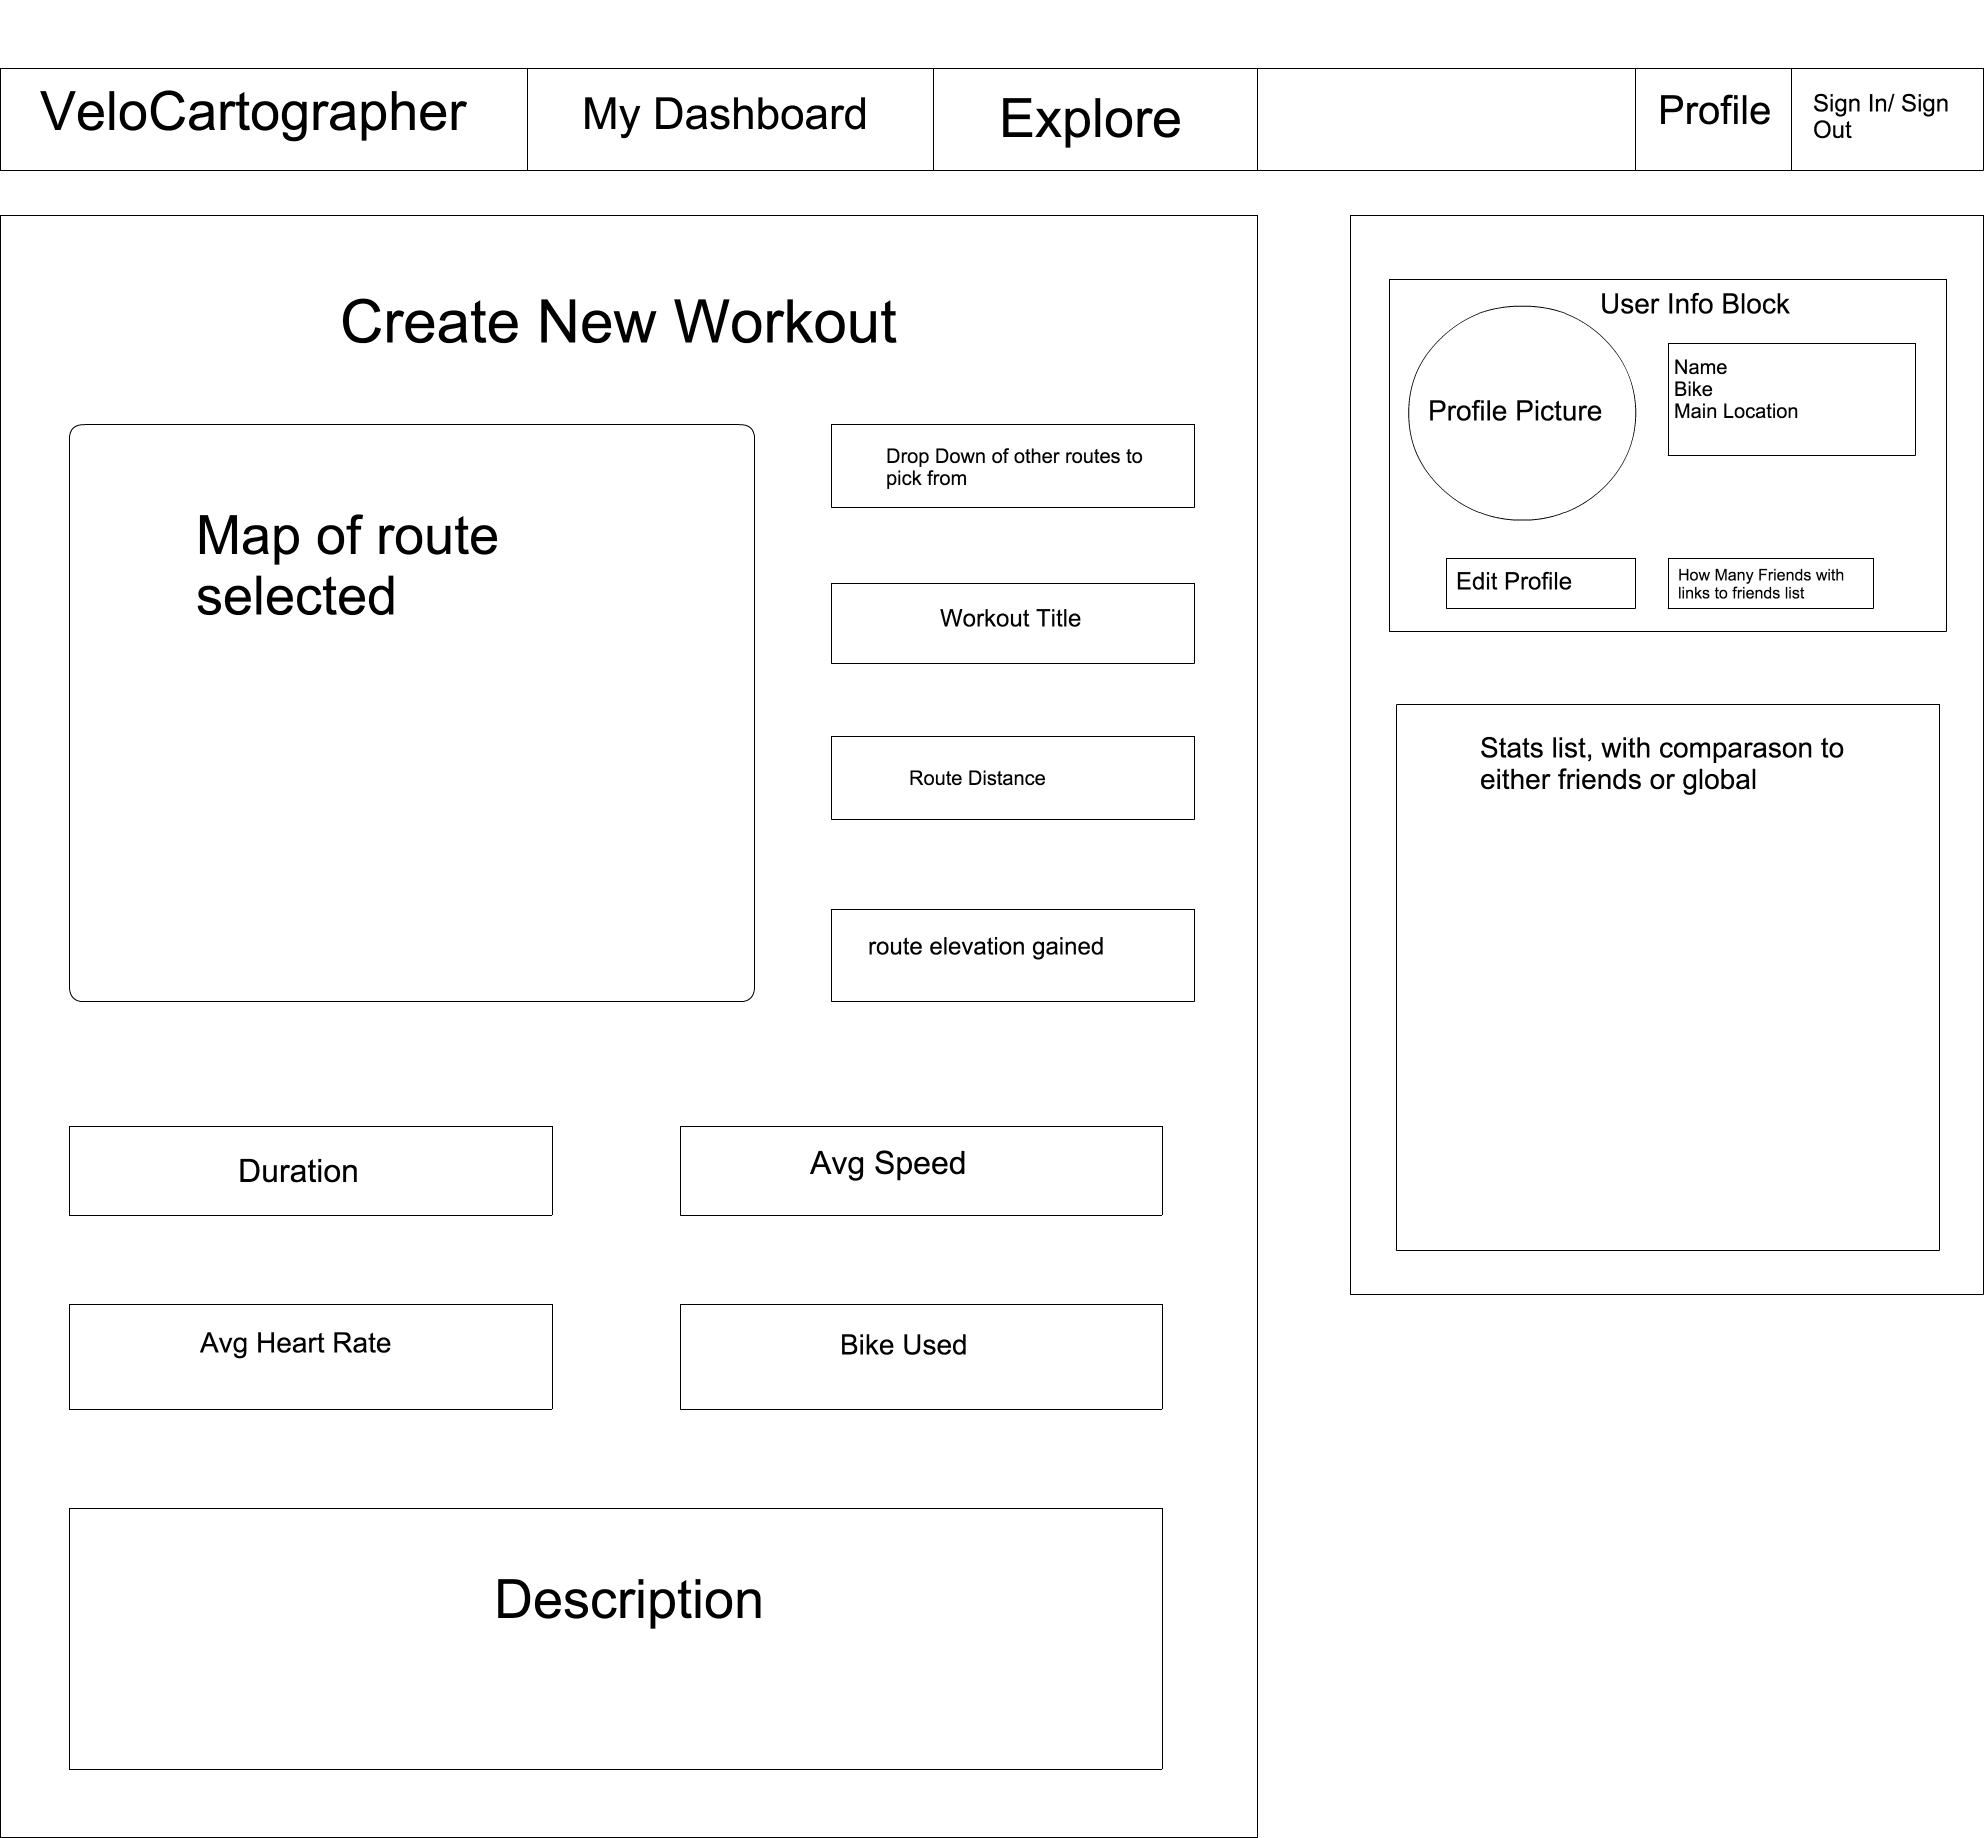 VeloCartographer
My Dashboard
Explore
Profile
Sign In/ Sign
Out
Create New Workout
Map of route
selected
Drop Down of other routes to
pick from
Workout Title
Route Distance
route elevation gained
Duration
Avg Speed
Avg Heart Rate
Bike Used
Description
User Info Block
Profile Picture
Name
Bike
Main Location
Edit Profile
How Many Friends with
links to friends list
Stats list, with comparason to
either friends or global